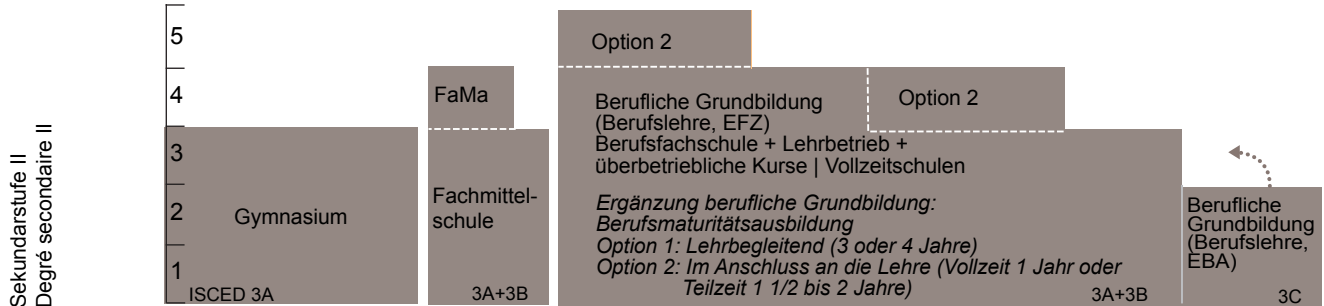 Sekundarstufe II
Degré secondaire II
5
4
3
2
1
Gymnasium
ISCED 3A
FaMa
Fachmittel-
schule
3A+3B
Option 2
Option 2
Berufliche Grundbildung
(Berufslehre, EFZ)
Berufsfachschule + Lehrbetrieb +
überbetriebliche Kurse | Vollzeitschulen
Ergänzung berufliche Grundbildung:
Berufsmaturitätsausbildung
Option 1: Lehrbegleitend (3 oder 4 Jahre)
Option 2: Im Anschluss an die Lehre (Vollzeit 1 Jahr oder
Teilzeit 1 1/2 bis 2 Jahre)
3A+3B
Berufliche
Grundbildung
(Berufslehre,
EBA)
3C